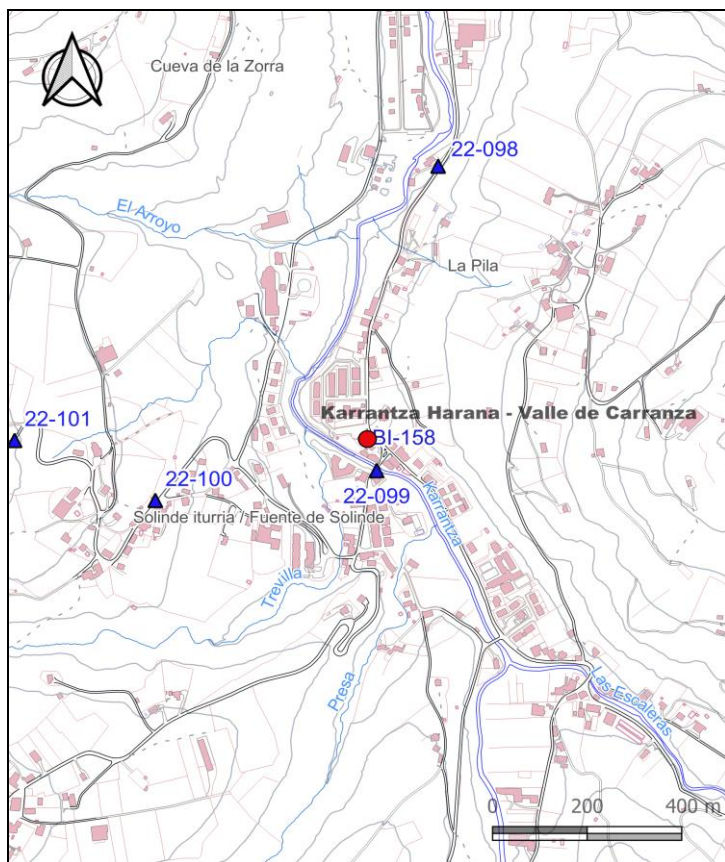 Cueva de la Zorra
22-098
El Arroyo
La Pila
Karrantza Harana - Valle de Carranza
22-101
BI-158
22-100
22-099
Solinde iturria / Fuente de Solinde
Karrantza
Trevilla
Presa
Las Escaleras
0 200 400 m